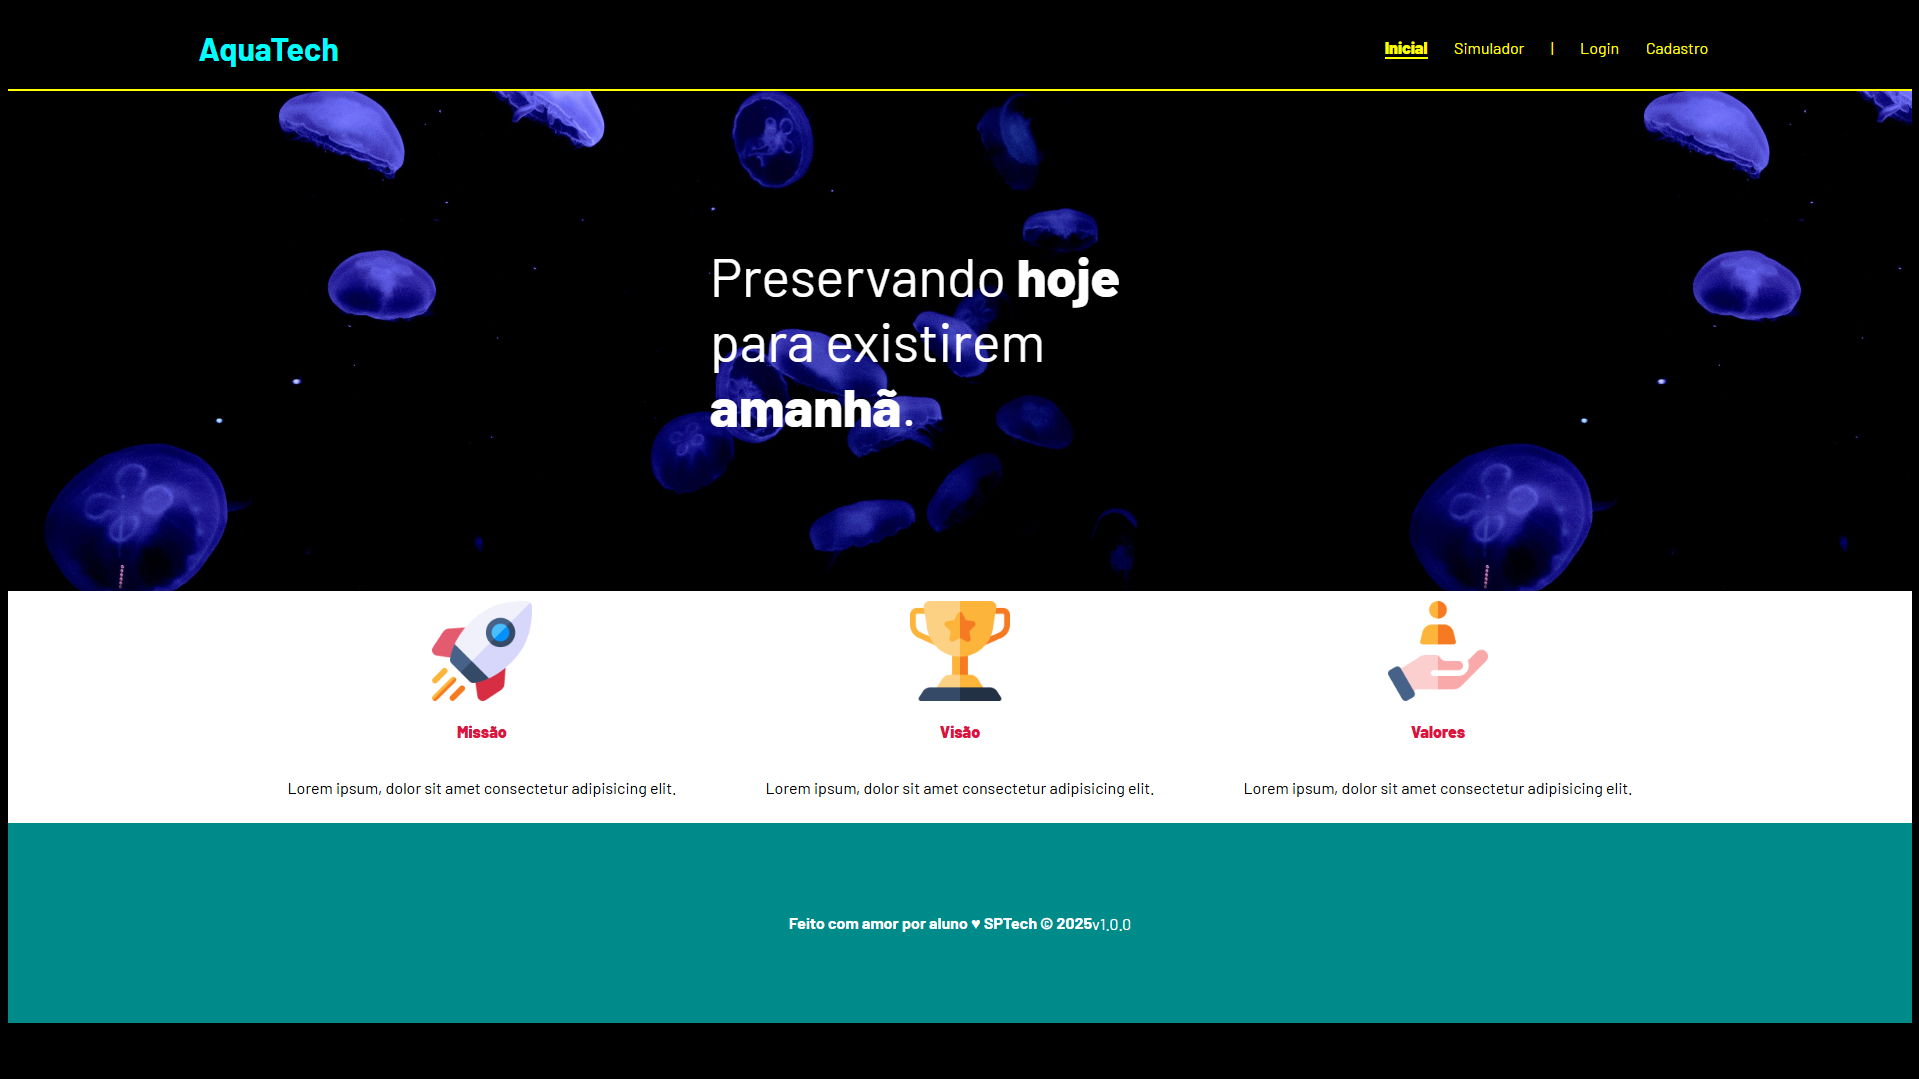 AquaTech
Inicial Simulador | Login Cadastro
Preservando hoje
para existirem
amanhã.
Missão
Visão
Valores
Lorem ipsum, dolor sit amet consectetur adipisicing elit.
Lorem ipsum, dolor sit amet consectetur adipisicing elit.
Lorem ipsum, dolor sit amet consectetur adipisicing elit.
Feito com amor por aluno ♥ SPTech © 2025v1.0.0